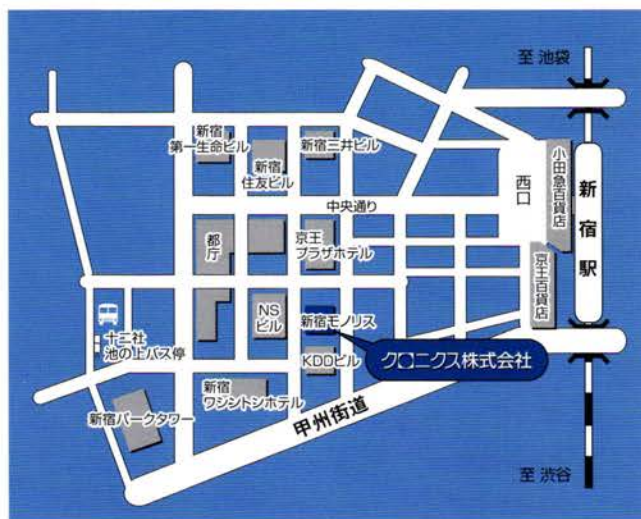 至 池袋
新宿
第一生命ビル
新宿
住友ビル
新宿三井ビル
小田急百貨店
西口
新宿駅
中央通り
都庁
京王
プラザホテル
京王百貨店
NS
ビル
新宿モノリス
十二社
池の上バス停
KDDビル
クロニクス株式会社
新宿
ワシントンホテル
新宿パークタワー
甲州街道
至 渋谷